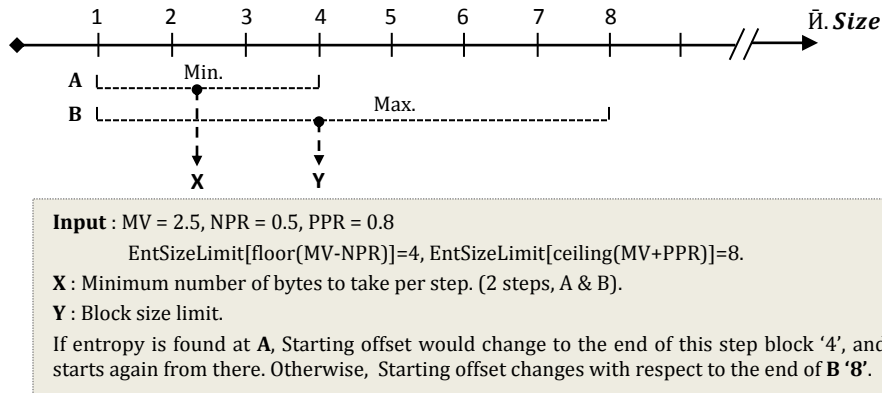 1 2 3 4 5 6 7 8 Й̄. Size
A Min.
B Max.
X Y
Input : MV = 2.5, NPR = 0.5, PPR = 0.8
EntSizeLimit[floor(MV-NPR)]=4, EntSizeLimit[ceiling(MV+PPR)]=8.
X : Minimum number of bytes to take per step. (2 steps, A & B).
Y : Block size limit.
If entropy is found at A, Starting offset would change to the end of this step block ‘4’, and
starts again from there. Otherwise, Starting offset changes with respect to the end of B ‘8’.